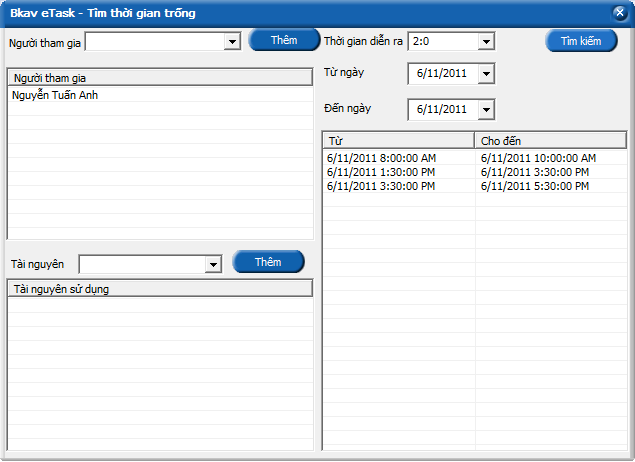 Bkav eTask - Tìm thời gian trống
Người tham gia
Thêm
Thời gian diễn ra
2:0
Tìm kiếm
Từ ngày
6/11/2011
Đến ngày
6/11/2011
Người tham gia
Nguyễn Tuấn Anh
Tài nguyên
Thêm
Tài nguyên sử dụng
Từ Cho đến
6/11/2011 8:00:00 AM 6/11/2011 10:00:00 AM
6/11/2011 1:30:00 PM 6/11/2011 3:30:00 PM
6/11/2011 3:30:00 PM 6/11/2011 5:30:00 PM